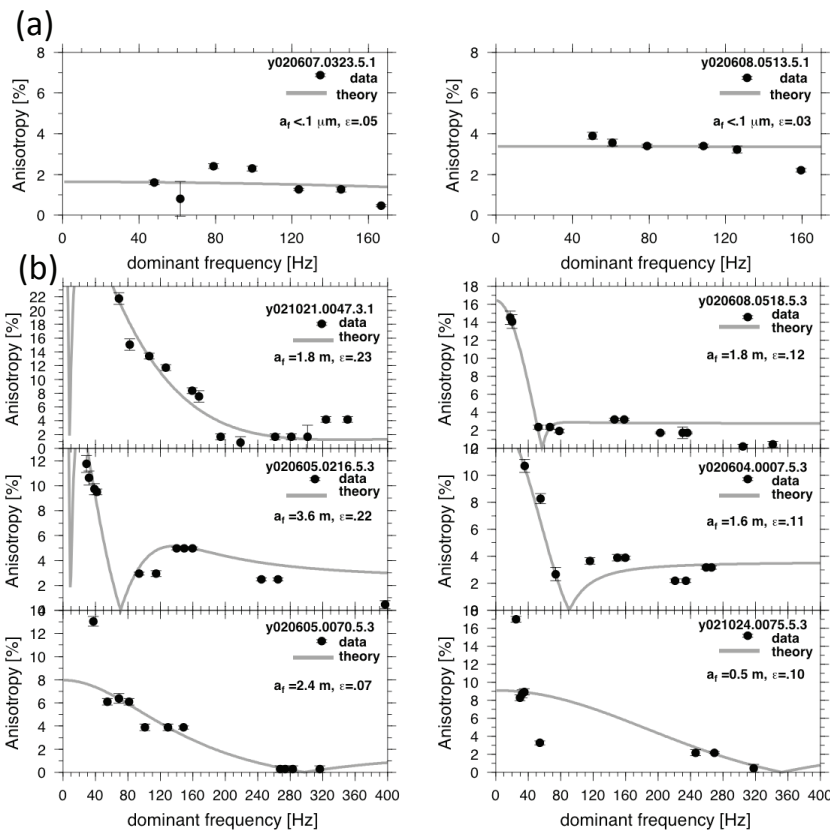 (a)
y020607.0323.5.1
data
theory
a_f <.1 μm, ε=.05
Anisotropy [%]
8
6
4
2
0
0 40 80 120 160
dominant frequency [Hz]
y020608.0513.5.1
data
theory
a_f <.1 μm, ε=.03
Anisotropy [%]
8
6
4
2
0
0 40 80 120 160
dominant frequency [Hz]
(b)
y021021.0047.3.1
data
theory
a_f =1.8 m, ε=.23
Anisotropy [%]
22
20
18
16
14
12
10
8
6
4
2
0
y020608.0518.5.3
data
theory
a_f =1.8 m, ε=.12
Anisotropy [%]
18
16
14
12
10
8
6
4
2
y020605.0216.5.3
data
theory
a_f =3.6 m, ε=.22
Anisotropy [%]
12
10
8
6
4
2
y020604.0007.5.3
data
theory
a_f =1.6 m, ε=.11
Anisotropy [%]
10
8
6
4
2
y020605.0070.5.3
data
theory
a_f =2.4 m, ε=.07
Anisotropy [%]
12
10
8
6
4
2
0
0 40 80 120 160 200 240 280 320 360 400
dominant frequency [Hz]
y021024.0075.5.3
data
theory
a_f =0.5 m, ε=.10
Anisotropy [%]
16
14
12
10
8
6
4
2
0
0 40 80 120 160 200 240 280 320 360 400
dominant frequency [Hz]